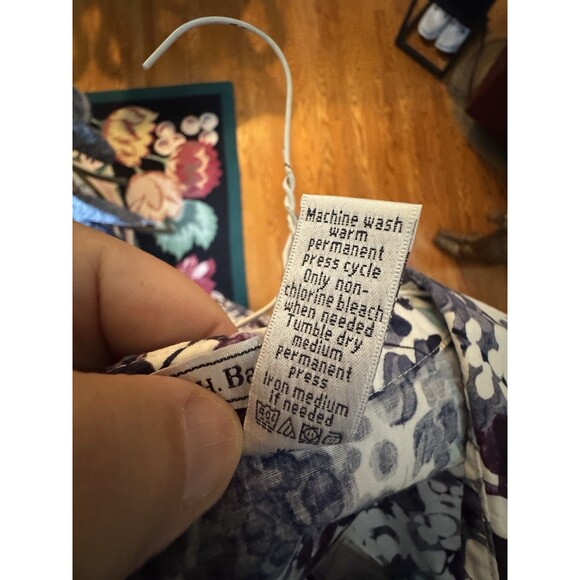 Machine wash
warm
permanent
press cycle
Only non-
chlorine bleach
when needed
Tumble dry
medium
permanent
press
iron medium
if needed
H. Ba